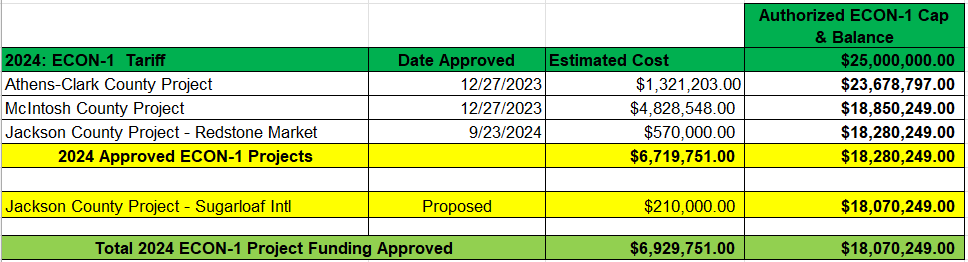 Authorized ECON-1 Cap
& Balance
2024: ECON-1 Tariff Date Approved Estimated Cost $25,000,000.00
Athens-Clark County Project 12/27/2023 $1,321,203.00 $23,678,797.00
McIntosh County Project 12/27/2023 $4,828,548.00 $18,850,249.00
Jackson County Project - Redstone Market 9/23/2024 $570,000.00 $18,280,249.00
2024 Approved ECON-1 Projects $6,719,751.00 $18,280,249.00
Jackson County Project - Sugarloaf Intl Proposed $210,000.00 $18,070,249.00
Total 2024 ECON-1 Project Funding Approved $6,929,751.00 $18,070,249.00